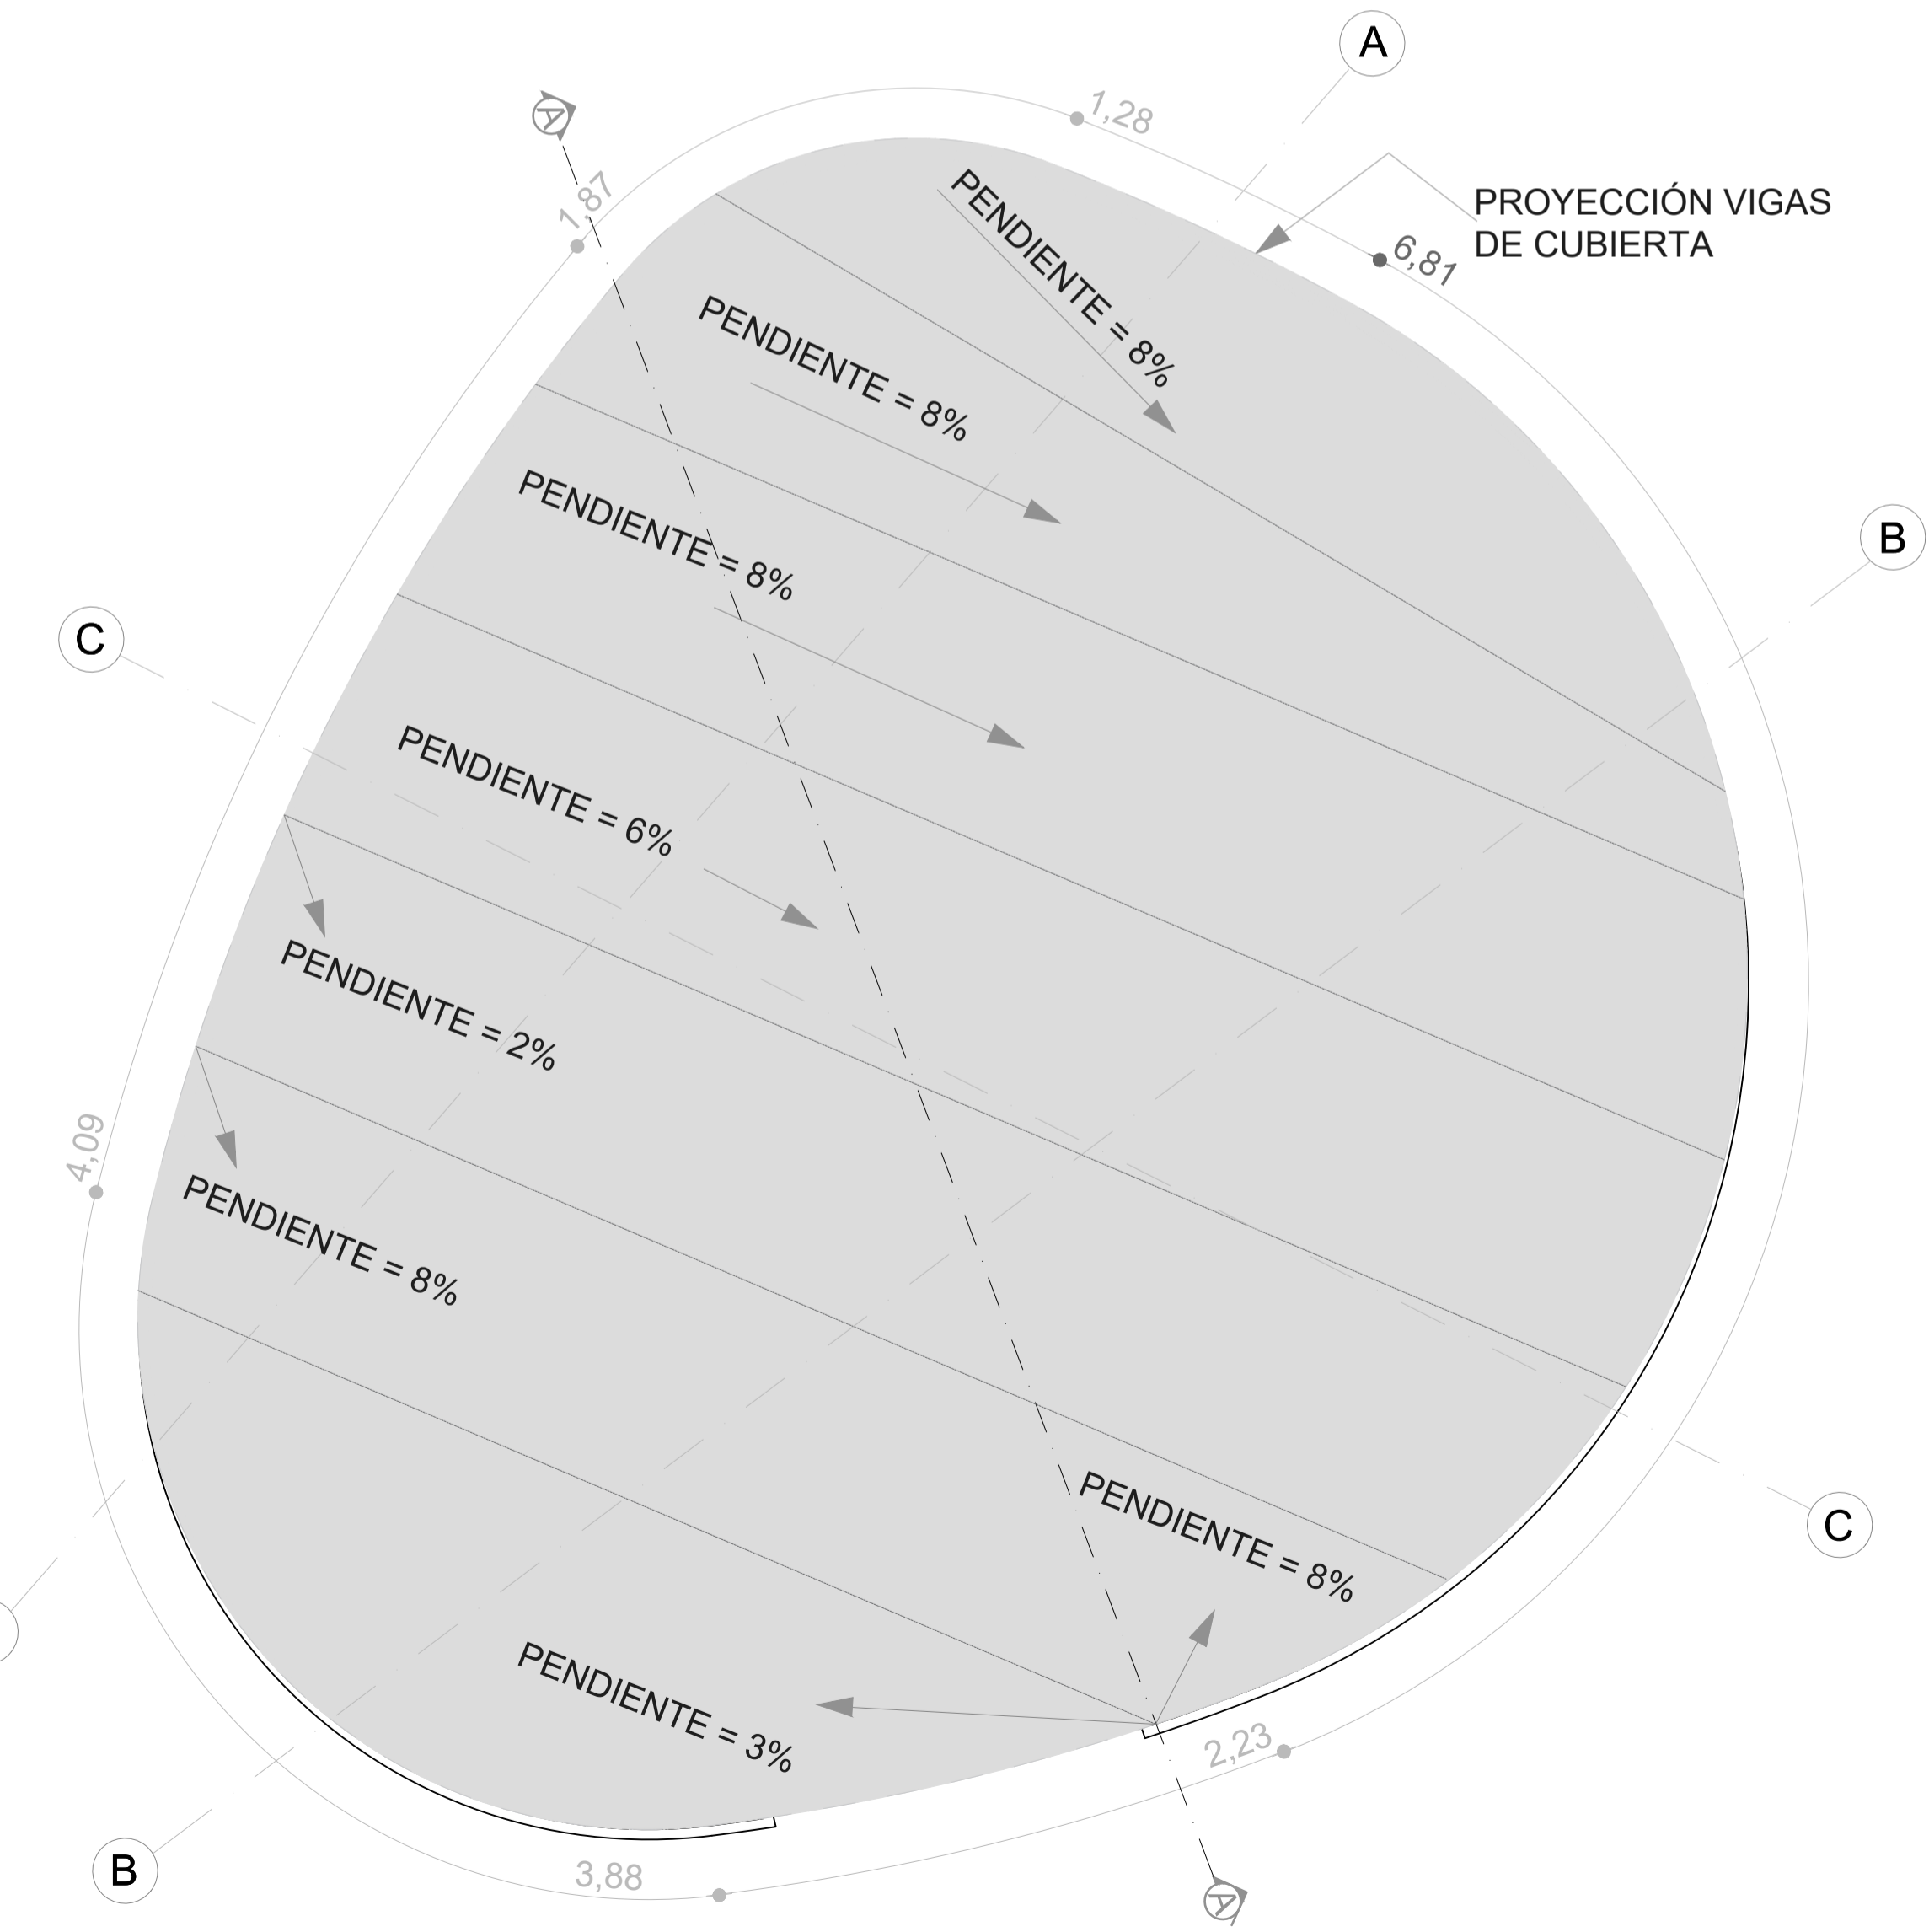 A
A
1,28
1,87
PROYECCIÓN VIGAS
DE CUBIERTA
6,81
PENDIENTE = 8%
PENDIENTE = 8%
PENDIENTE = 8%
B
C
PENDIENTE = 6%
PENDIENTE = 2%
4,09
PENDIENTE = 8%
C
PENDIENTE = 8%
PENDIENTE = 3%
2,23
B
3,88
A